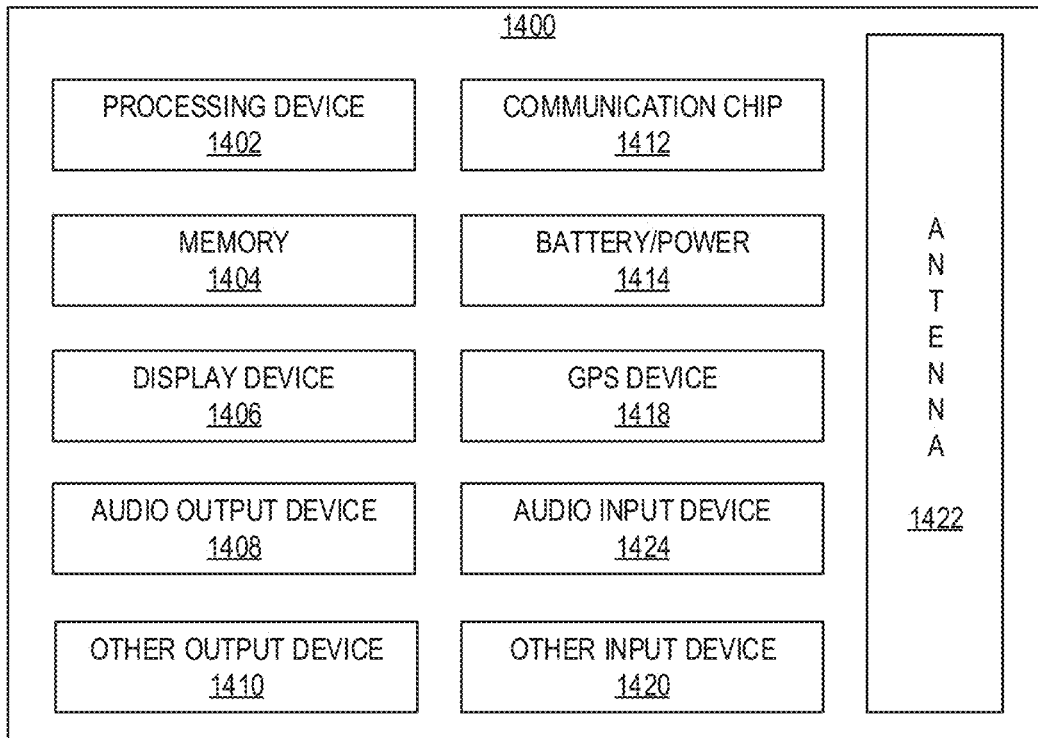 1400
PROCESSING DEVICE
1402
COMMUNICATION CHIP
1412
MEMORY
1404
BATTERY/POWER
1414
DISPLAY DEVICE
1406
GPS DEVICE
1418
AUDIO OUTPUT DEVICE
1408
AUDIO INPUT DEVICE
1424
OTHER OUTPUT DEVICE
1410
OTHER INPUT DEVICE
1420
ANTENNA
1422